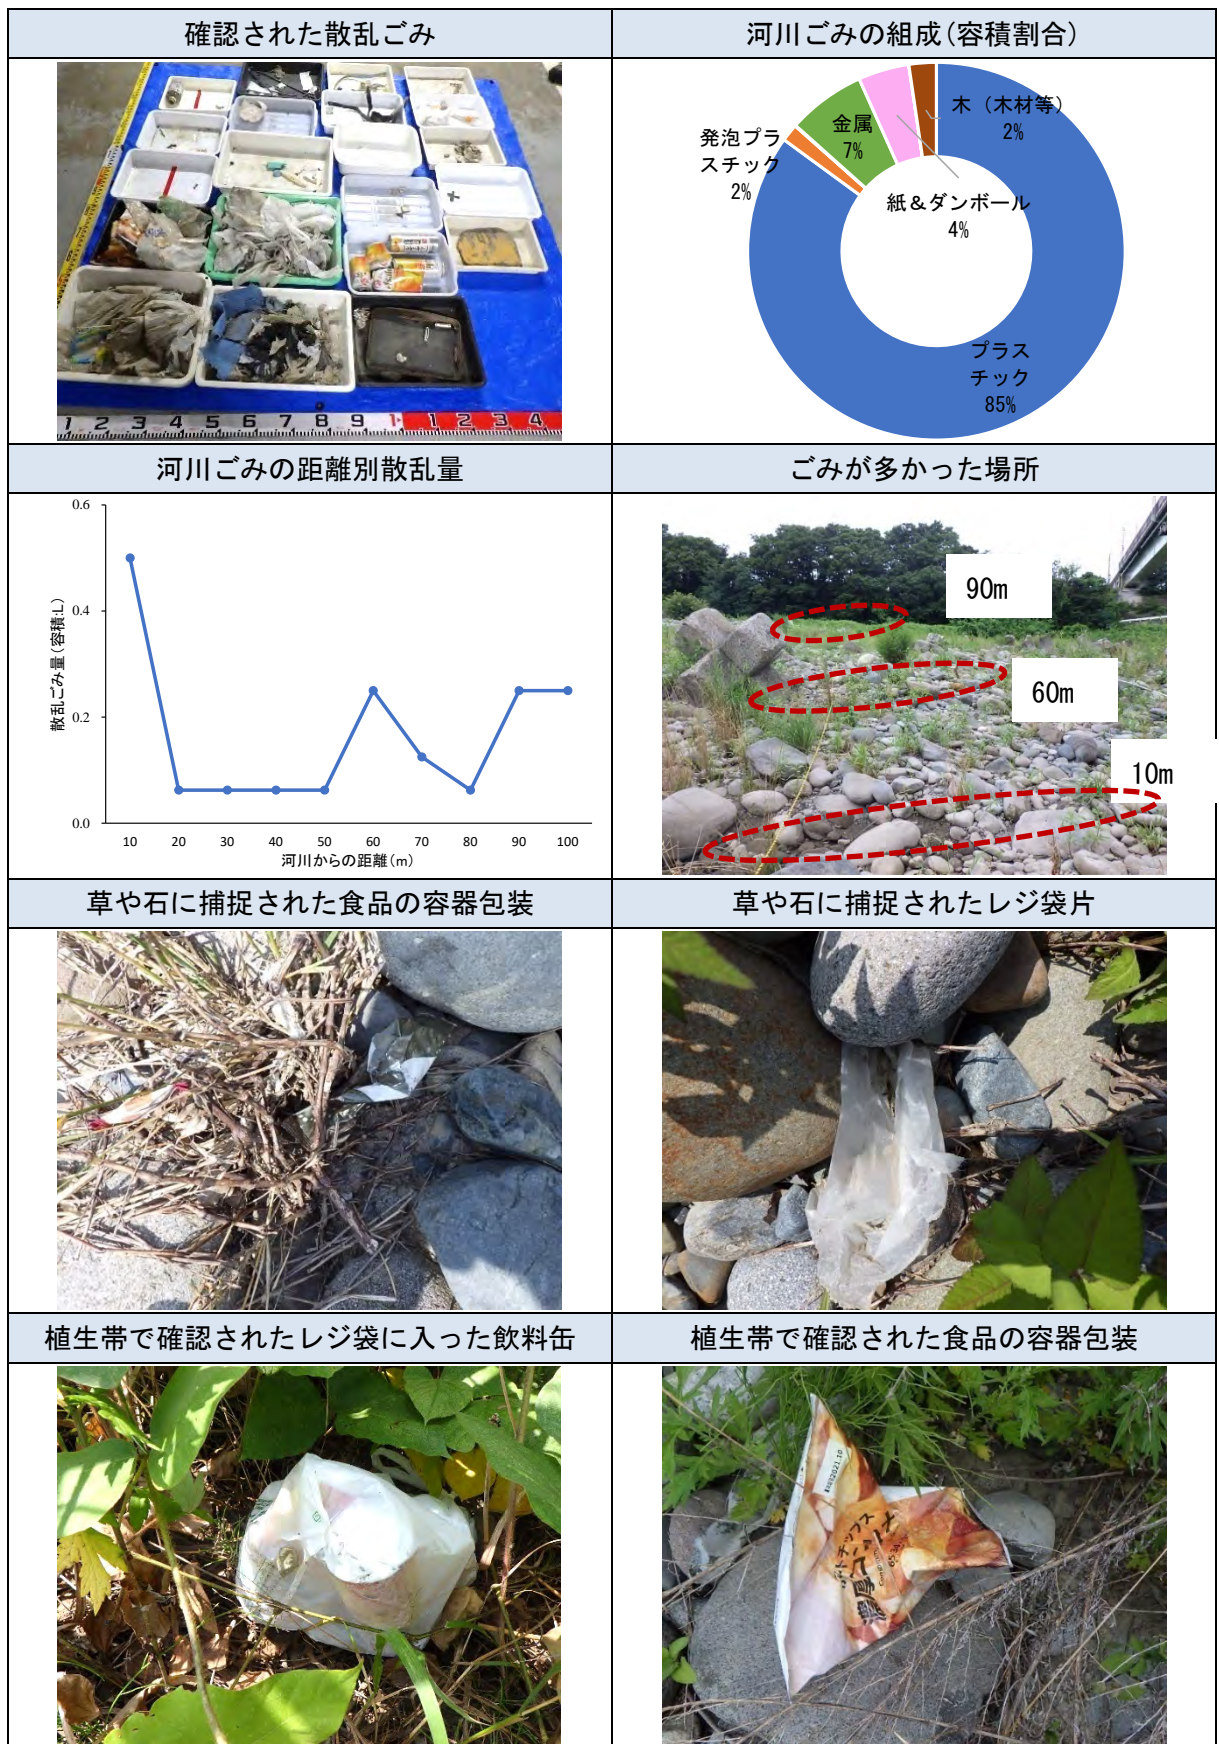 確認された散乱ごみ
河川ごみの組成(容積割合)
1 2 3 4 5 6 7 8 9 1 1 2 3 4
木(木材等)
2%
金属
7%
発泡プラ
スチック
2%
紙&ダンボール
4%
プラス
チック
85%
河川ごみの距離別散乱量
ごみが多かった場所
0.6
0.4
0.2
0.0
散乱ごみ量(容積:L)
10 20 30 40 50 60 70 80 90 100
河川からの距離(m)
90m
60m
10m
草や石に捕捉された食品の容器包装
草や石に捕捉されたレジ袋片
植生帯で確認されたレジ袋に入った飲料缶
植生帯で確認された食品の容器包装
2021.10
ポテトチップス